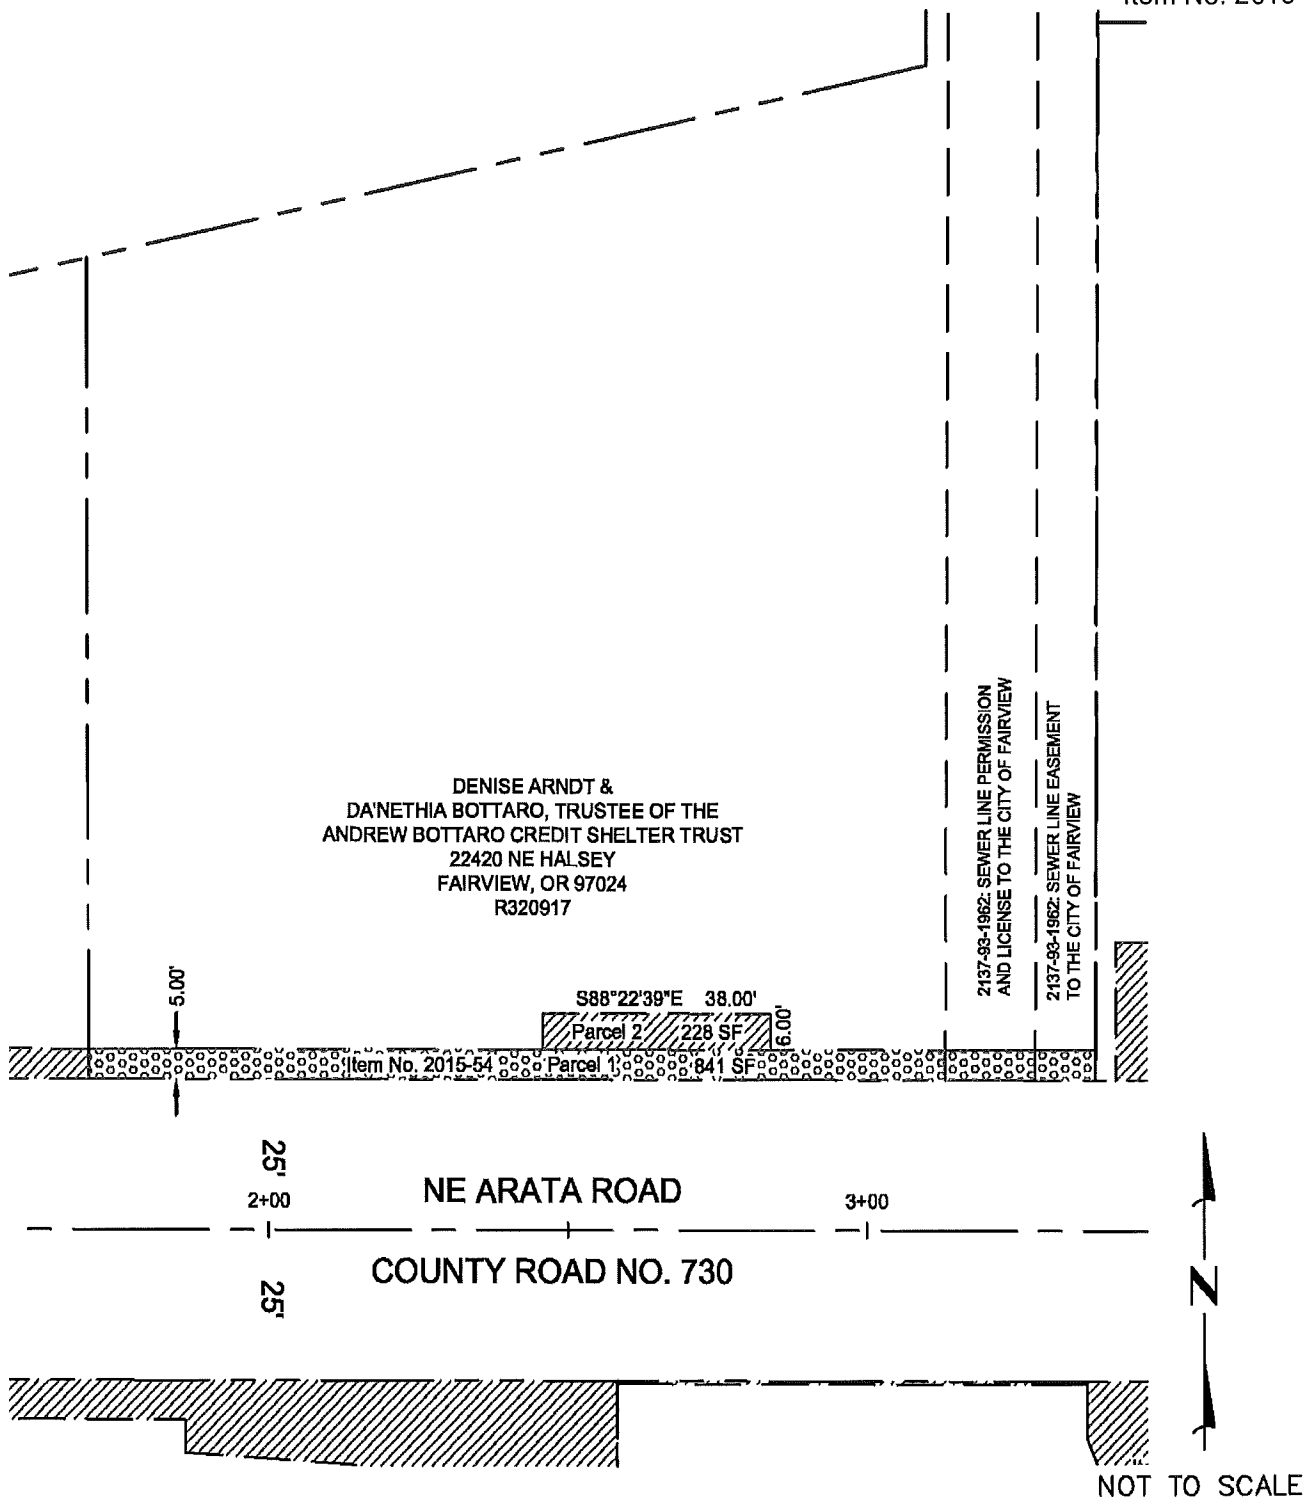 Item No. 2015
DENISE ARNDT &
DA'NETHIA BOTTARO, TRUSTEE OF THE
ANDREW BOTTARO CREDIT SHELTER TRUST
22420 NE HALSEY
FAIRVIEW, OR 97024
R320917
2137-93-1962: SEWER LINE PERMISSION
AND LICENSE TO THE CITY OF FAIRVIEW
2137-93-1962: SEWER LINE EASEMENT
TO THE CITY OF FAIRVIEW
5.00'
S88°22'39"E 38.00'
Parcel 2 228 SF
6.00'
Item No. 2015-54 Parcel 1 841 SF
25'
2+00
NE ARATA ROAD
3+00
COUNTY ROAD NO. 730
25'
N
NOT TO SCALE